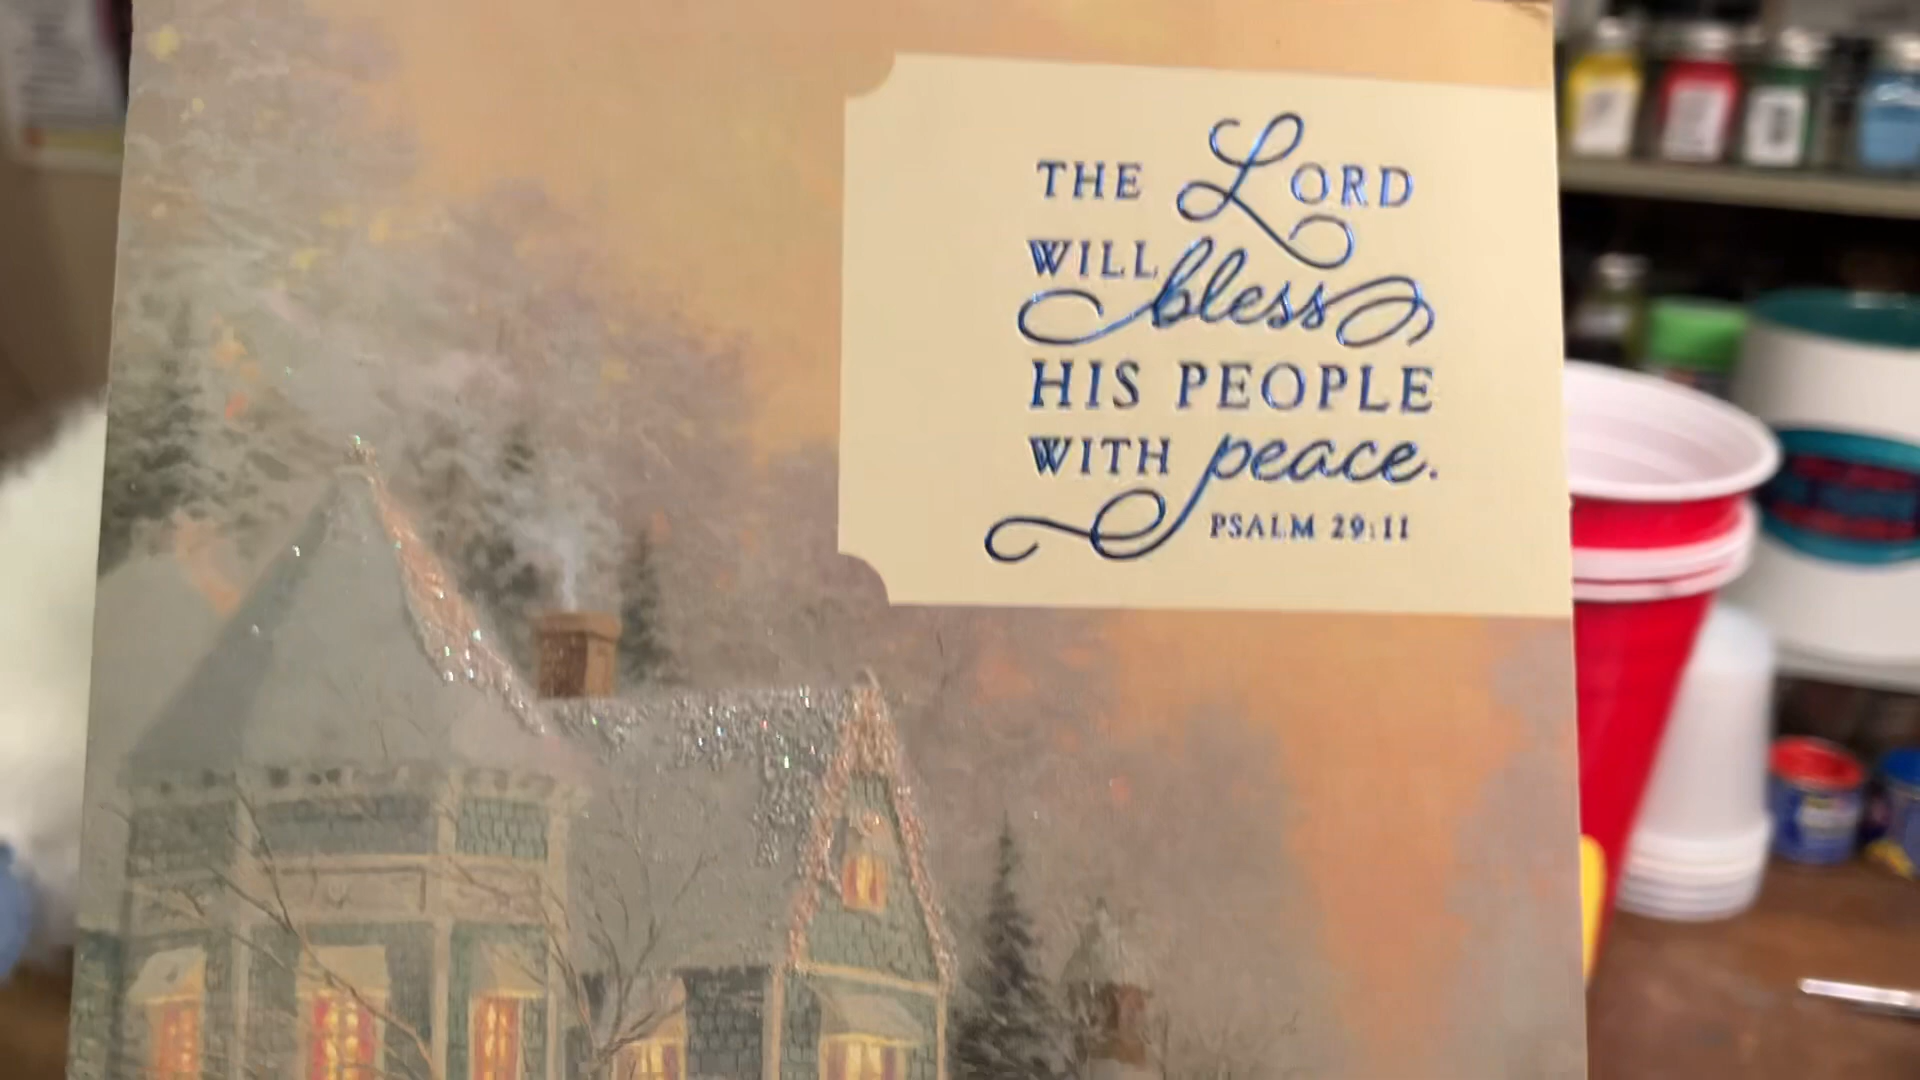 THE LORD
WILL bless
HIS PEOPLE
WITH peace.
PSALM 29:11